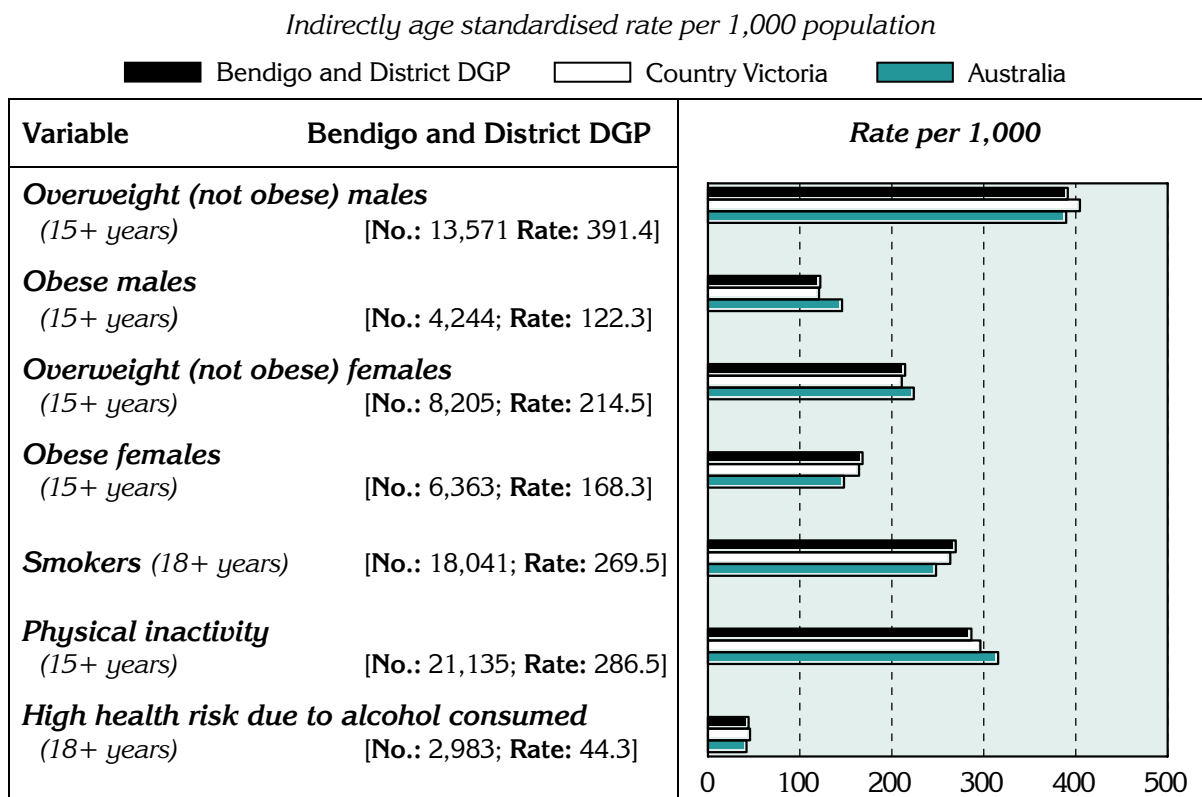 Indirectly age standardised rate per 1,000 population
Bendigo and District DGP Country Victoria Australia
Variable Bendigo and District DGP Rate per 1,000
Overweight (not obese) males
(15+ years) [No.: 13,571 Rate: 391.4]
Obese males
(15+ years) [No.: 4,244; Rate: 122.3]
Overweight (not obese) females
(15+ years) [No.: 8,205; Rate: 214.5]
Obese females
(15+ years) [No.: 6,363; Rate: 168.3]
Smokers (18+ years) [No.: 18,041; Rate: 269.5]
Physical inactivity
(15+ years) [No.: 21,135; Rate: 286.5]
High health risk due to alcohol consumed
(18+ years) [No.: 2,983; Rate: 44.3]
0 100 200 300 400 500